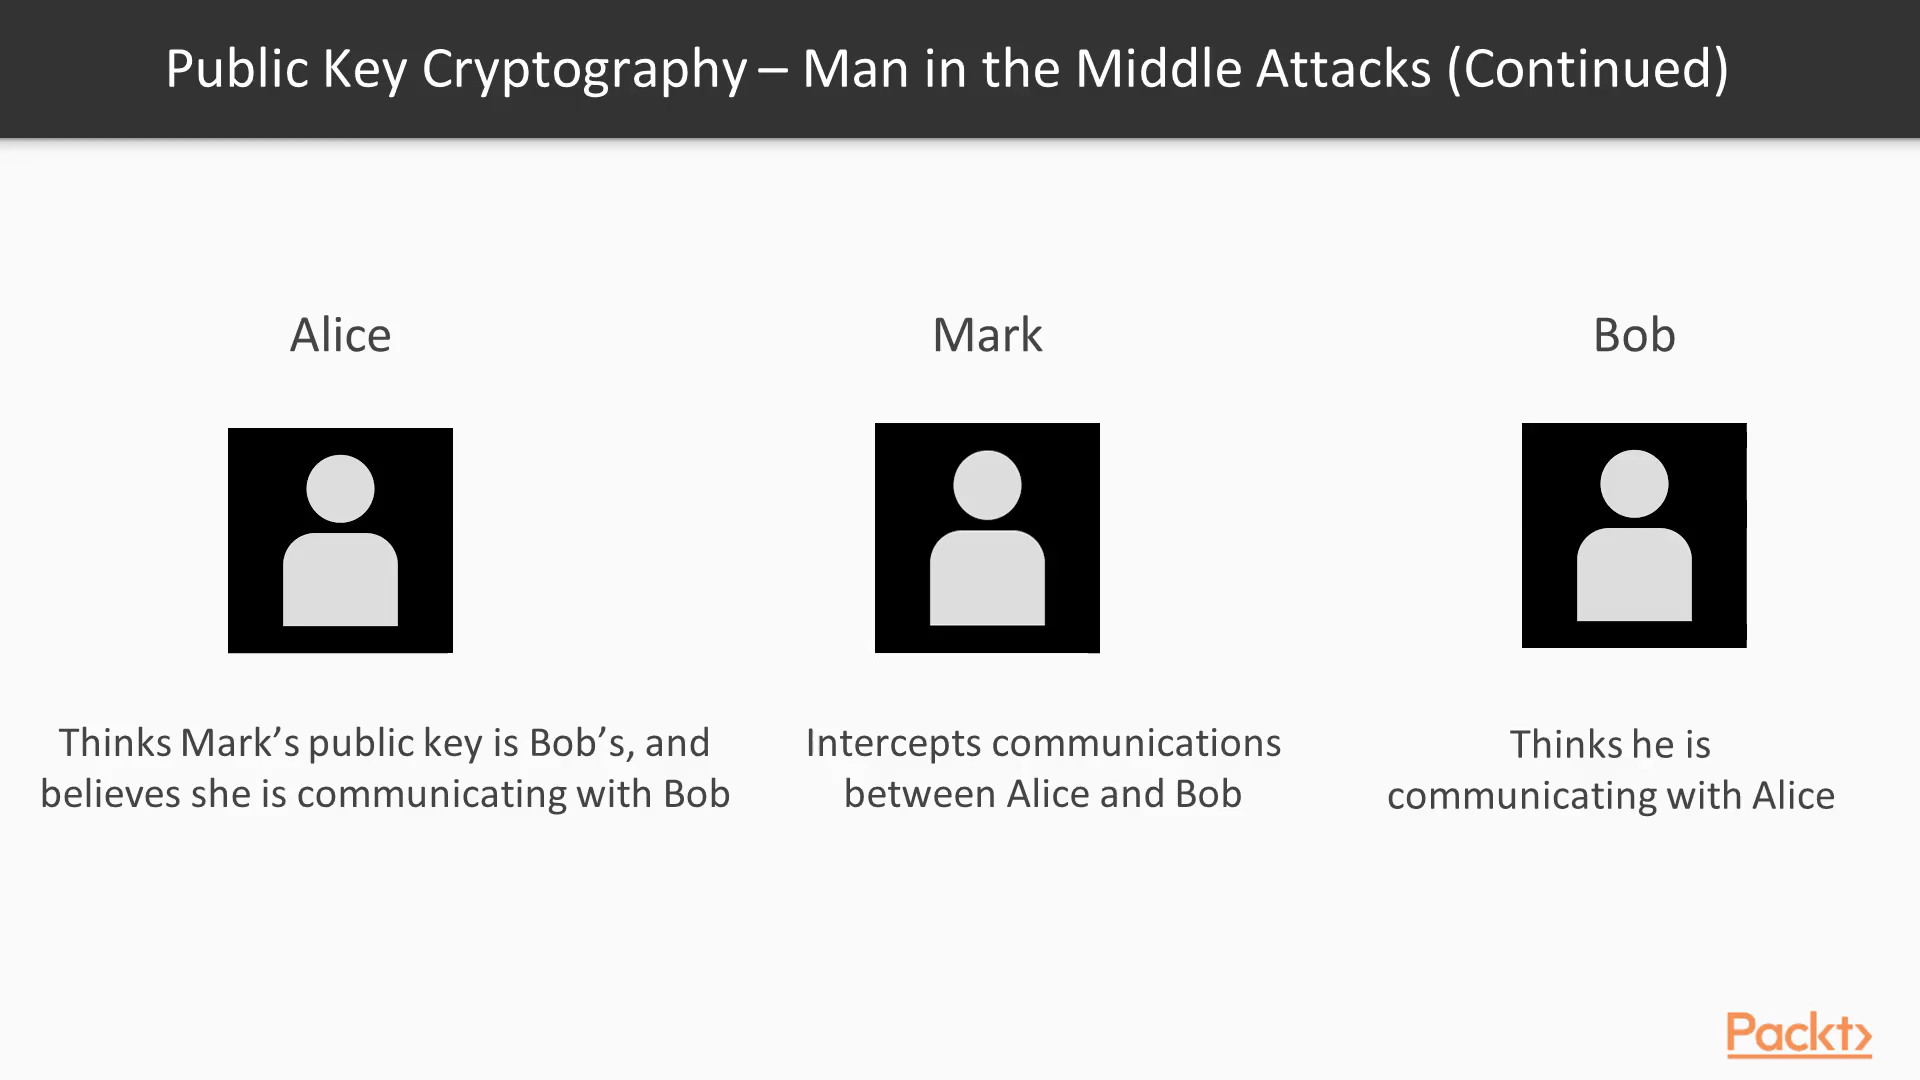 Public Key Cryptography – Man in the Middle Attacks (Continued)
Alice
Mark
Bob
Thinks Mark’s public key is Bob’s, and
believes she is communicating with Bob
Intercepts communications
between Alice and Bob
Thinks he is
communicating with Alice
Packt